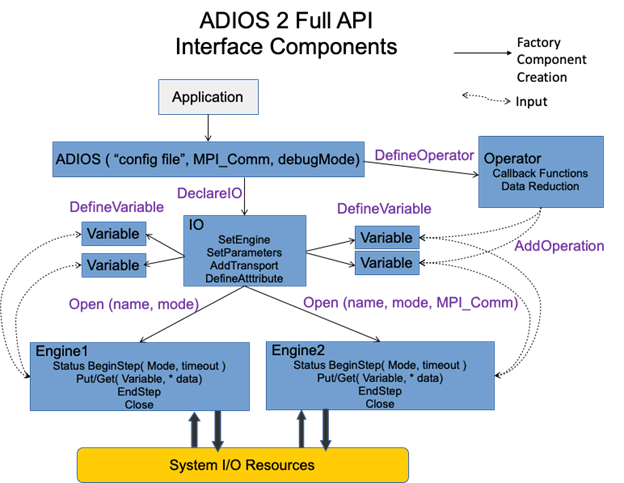 ADIOS 2 Full API
Interface Components
Factory
Component
Creation
Input
Application
ADIOS ( “config file”, MPI_Comm, debugMode)
DefineOperator
Operator
Callback Functions
Data Reduction
DeclareIO
DefineVariable
DefineVariable
IO
SetEngine
SetParameters
AddTransport
DefineAtttribute
Variable
Variable
Variable
Variable
AddOperation
Open (name, mode)
Open (name, mode, MPI_Comm)
Engine1
Status BeginStep( Mode, timeout )
Put/Get( Variable, * data)
EndStep
Close
Engine2
Status BeginStep( Mode, timeout )
Put/Get( Variable, * data)
EndStep
Close
System I/O Resources